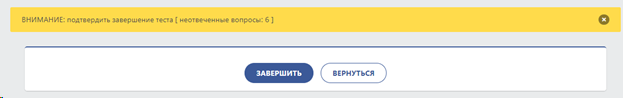 ВНИМАНИЕ: подтвердить завершение теста [ неотвеченные вопросы: 6 ]
ЗАВЕРШИТЬ ВЕРНУТЬСЯ